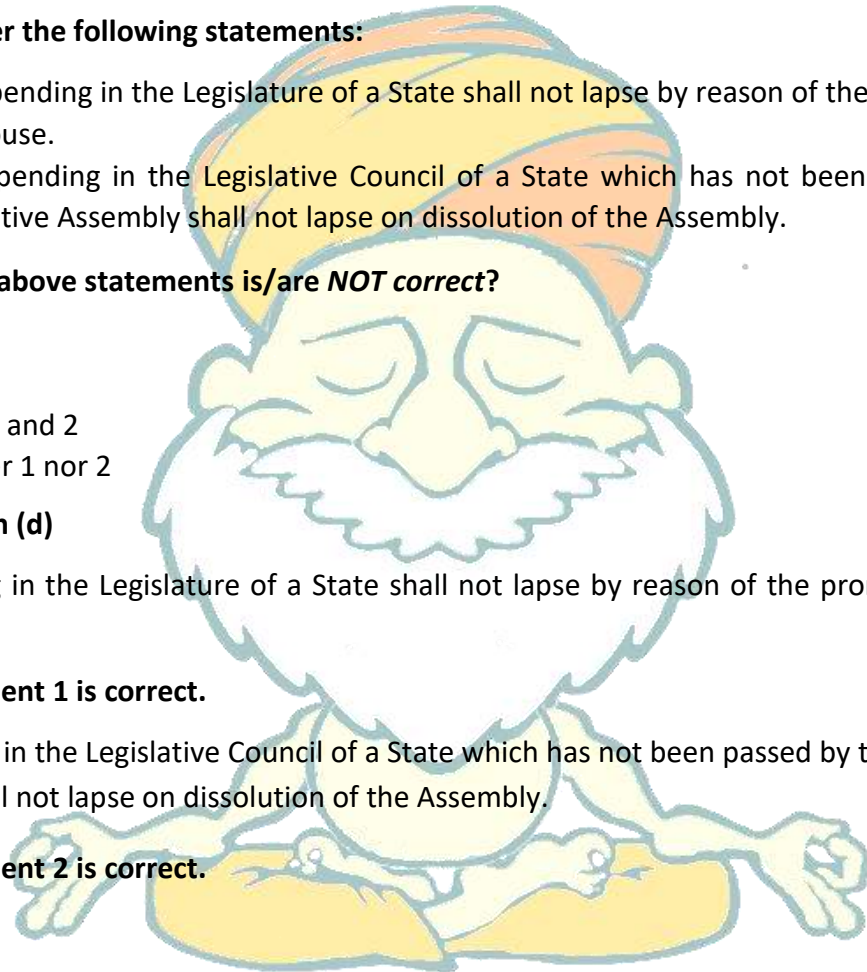 er the following statements:
pending in the Legislature of a State shall not lapse by reason of the
use.
pending in the Legislative Council of a State which has not been
tive Assembly shall not lapse on dissolution of the Assembly.
above statements is/are NOT correct?
and 2
r 1 nor 2
n (d)
g in the Legislature of a State shall not lapse by reason of the pro
ent 1 is correct.
in the Legislative Council of a State which has not been passed by t
l not lapse on dissolution of the Assembly.
ent 2 is correct.